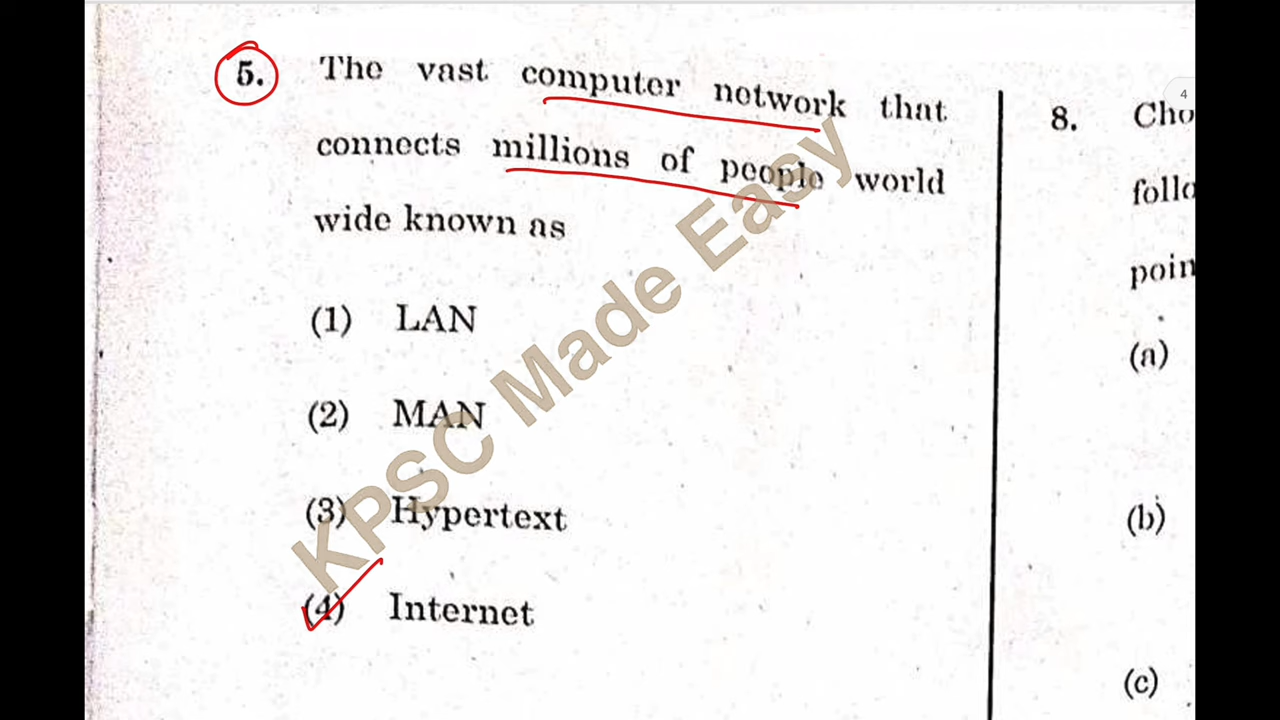 5. The vast computer network that
connects millions of people world
wide known as
(1) LAN
(2) MAN
(3) Hypertext
(4) Internet
8.
(a)
(b)
(c)
4
KPSC Made Easy